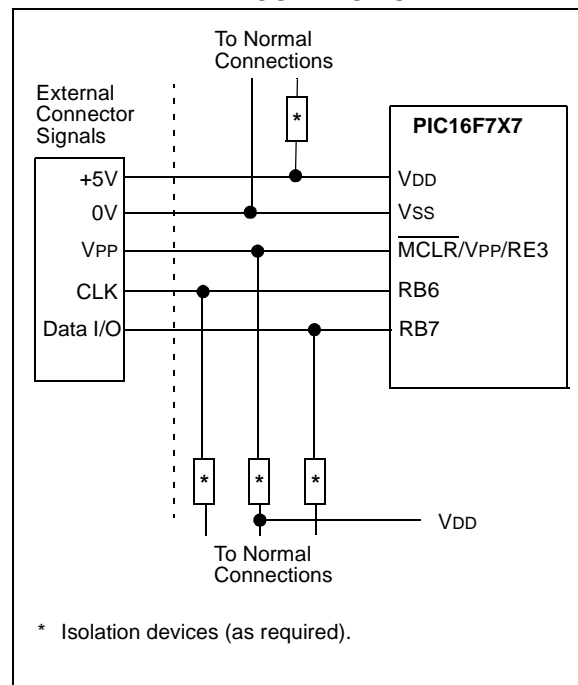 To Normal
Connections
External
Connector
Signals
*
PIC16F7X7
+5V
VDD
0V
VSS
VPP
MCLR/VPP/RE3
CLK
RB6
Data I/O
RB7
*
*
*
VDD
To Normal
Connections
* Isolation devices (as required).